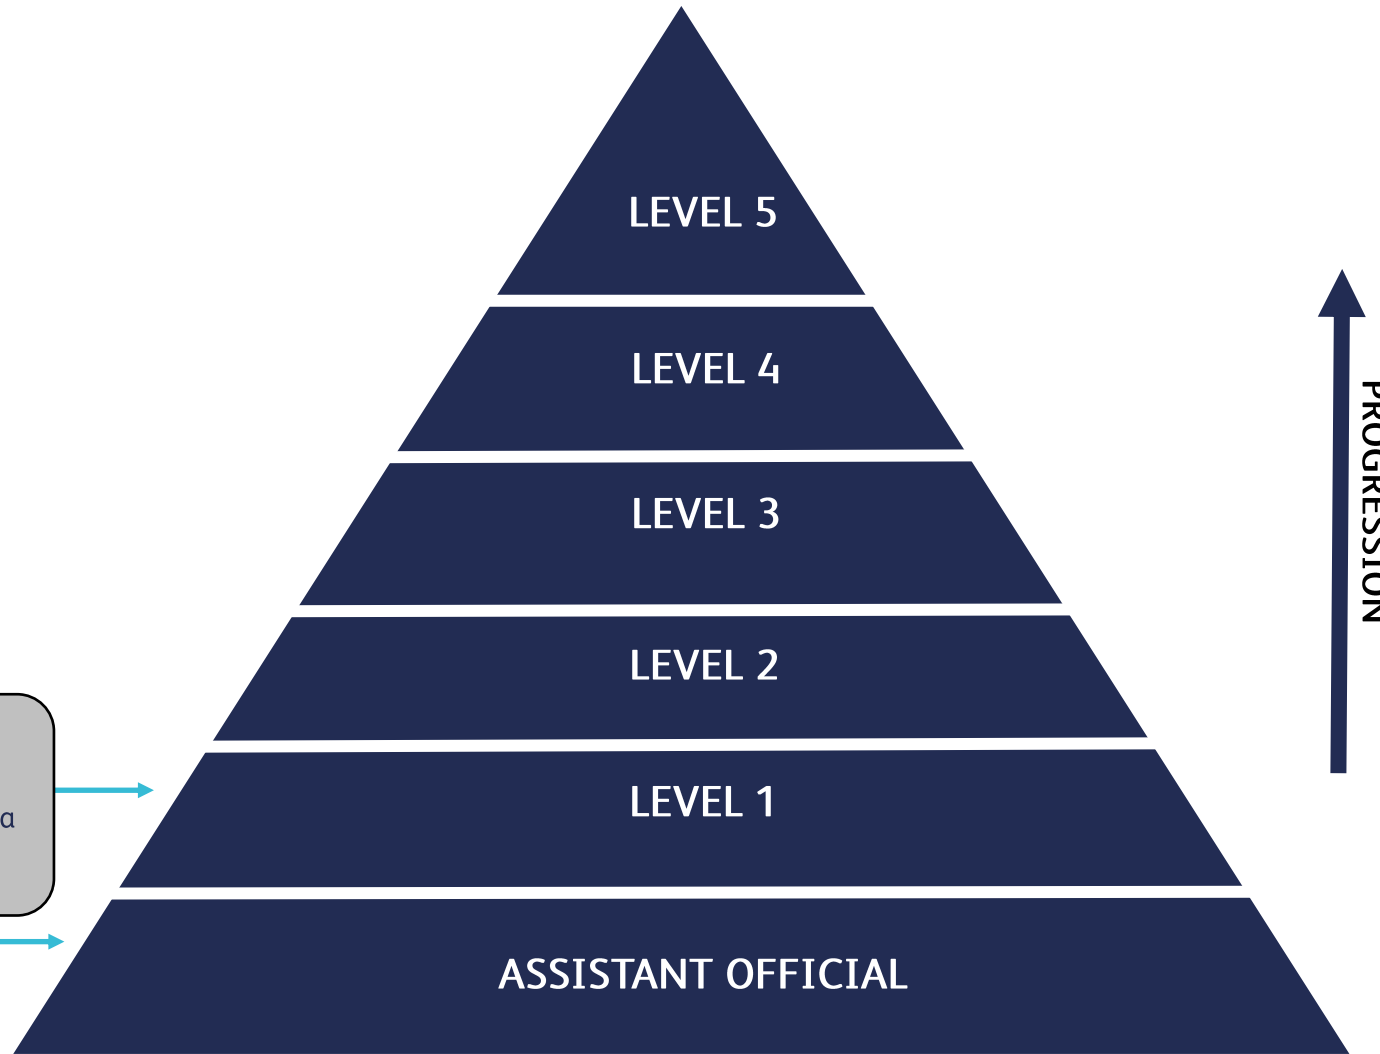 LEVEL 5
LEVEL 4
LEVEL 3
LEVEL 2
LEVEL 1
ASSISTANT OFFICIAL
PROGRESSION